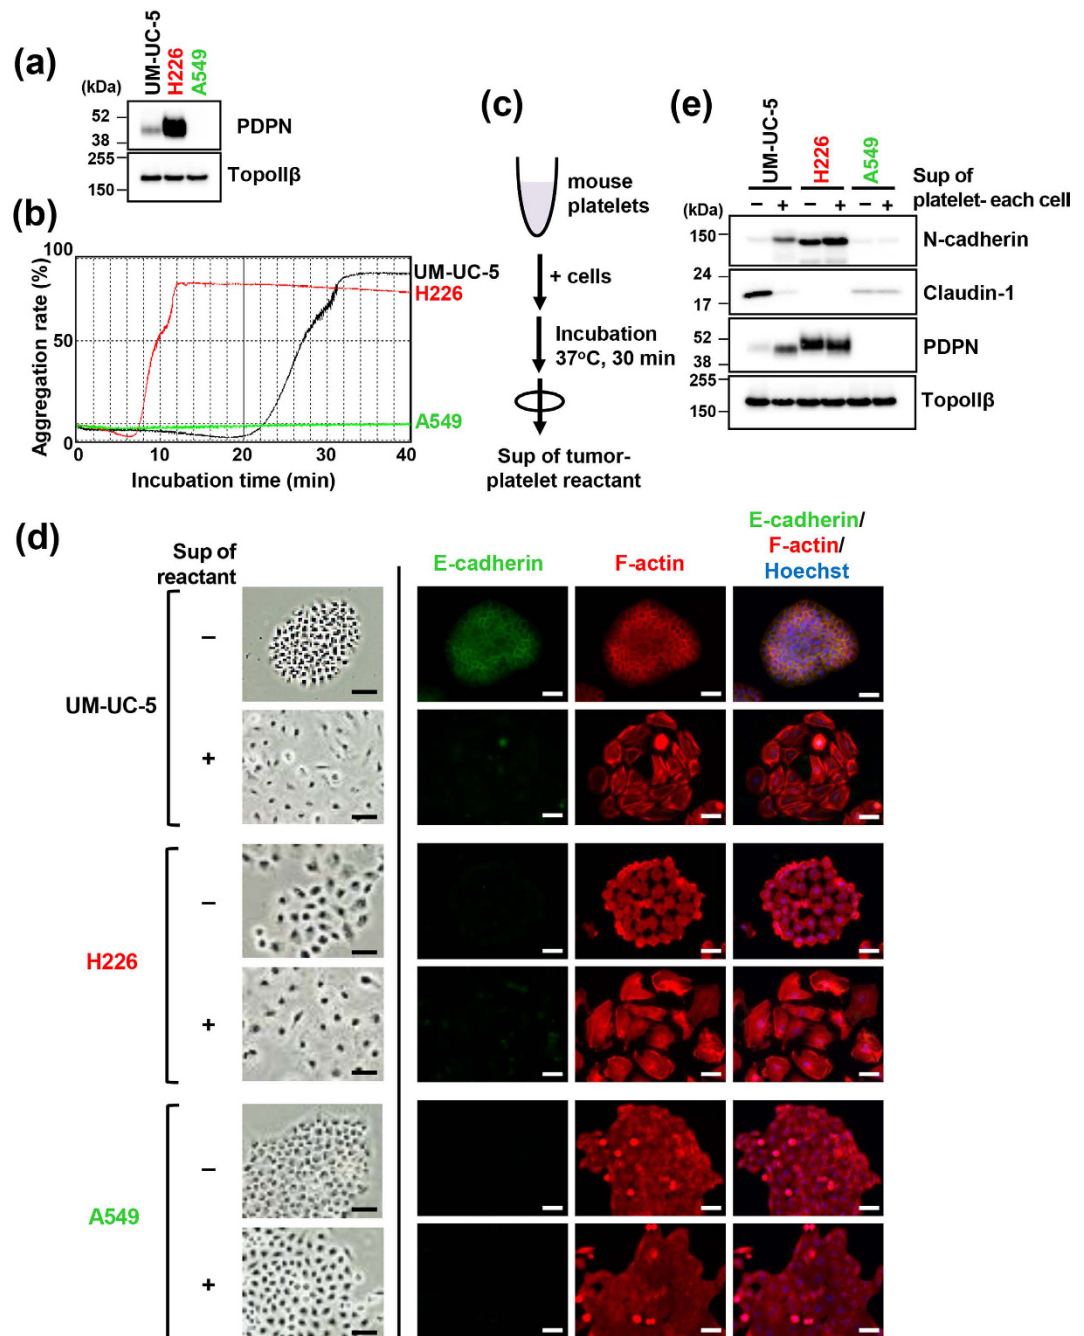 (a)
UM-UC-5
H226
A549
(kDa)
52
38
PDPN
255
150
TopoIIβ
(b)
100
50
0
Aggregation rate (%)
0 10 20 30 40
Incubation time (min)
UM-UC-5
H226
A549
(c)
mouse
platelets
+ cells
Incubation
37°C, 30 min
Sup of tumor-
platelet reactant
(e)
UM-UC-5
H226
A549
Sup of
platelet- each cell
− + − + − +
(kDa)
150
N-cadherin
24
17
Claudin-1
52
38
PDPN
255
150
TopoIIβ
(d)
Sup of
reactant
E-cadherin
F-actin
E-cadherin/
F-actin/
Hoechst
UM-UC-5
−
+
H226
−
+
A549
−
+